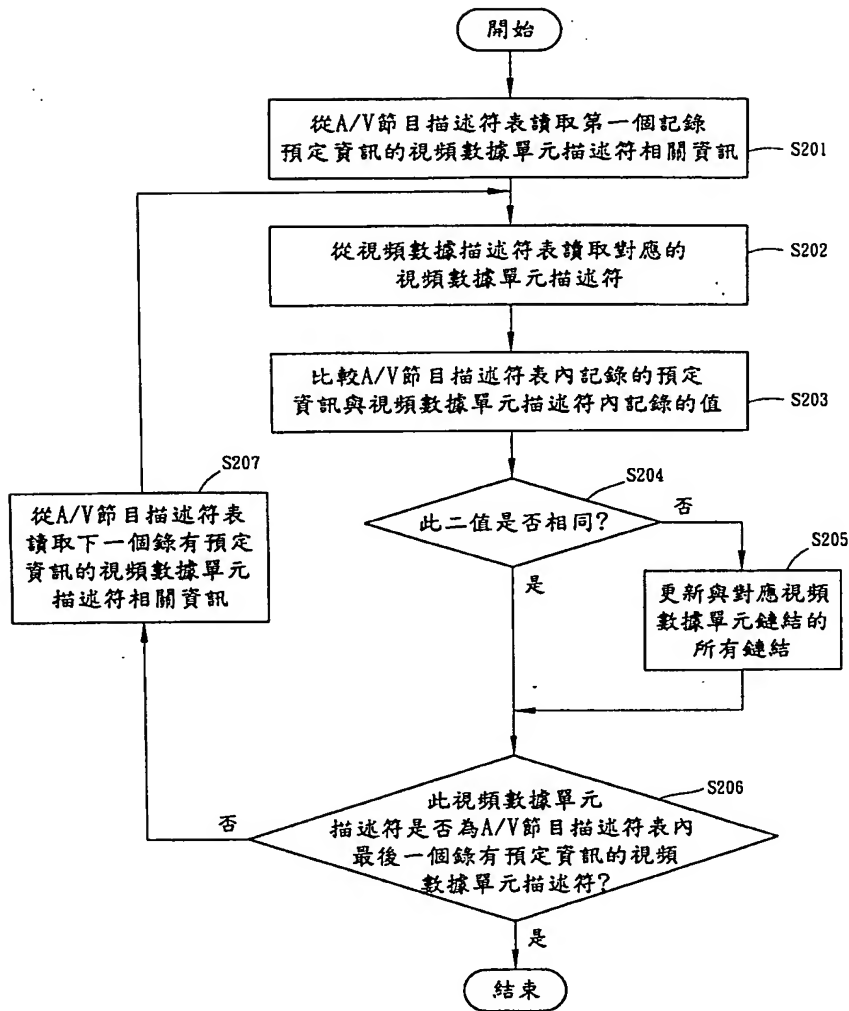 開始
從A/V節目描述符表讀取第一個記錄
預定資訊的視頻數據單元描述符相關資訊
S201
從視頻數據描述符表讀取對應的
視頻數據單元描述符
S202
比較A/V節目描述符表內記錄的預定
資訊與視頻數據單元描述符內記錄的值
S203
S204
此二值是否相同?
否
是
S205
更新與對應視頻
數據單元鏈結的
所有鏈結
S207
從A/V節目描述符表
讀取下一個錄有預定
資訊的視頻數據單元
描述符相關資訊
S206
此視頻數據單元
描述符是否為A/V節目描述符表內
最後一個錄有預定資訊的視頻
數據單元描述符?
否
是
結束